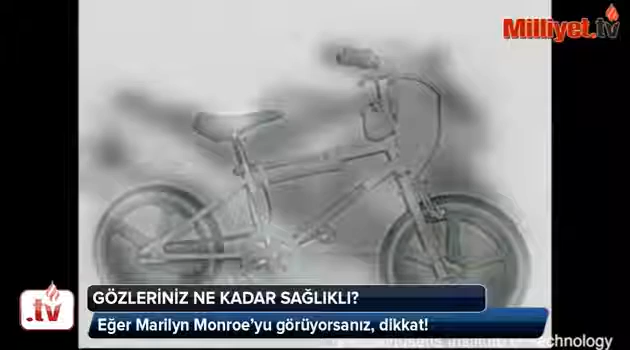 Milliyet.tv
GÖZLERİNİZ NE KADAR SAĞLIKLI?
.tv
Eğer Marilyn Monroe'yu görüyorsanız, dikkat!
Technology